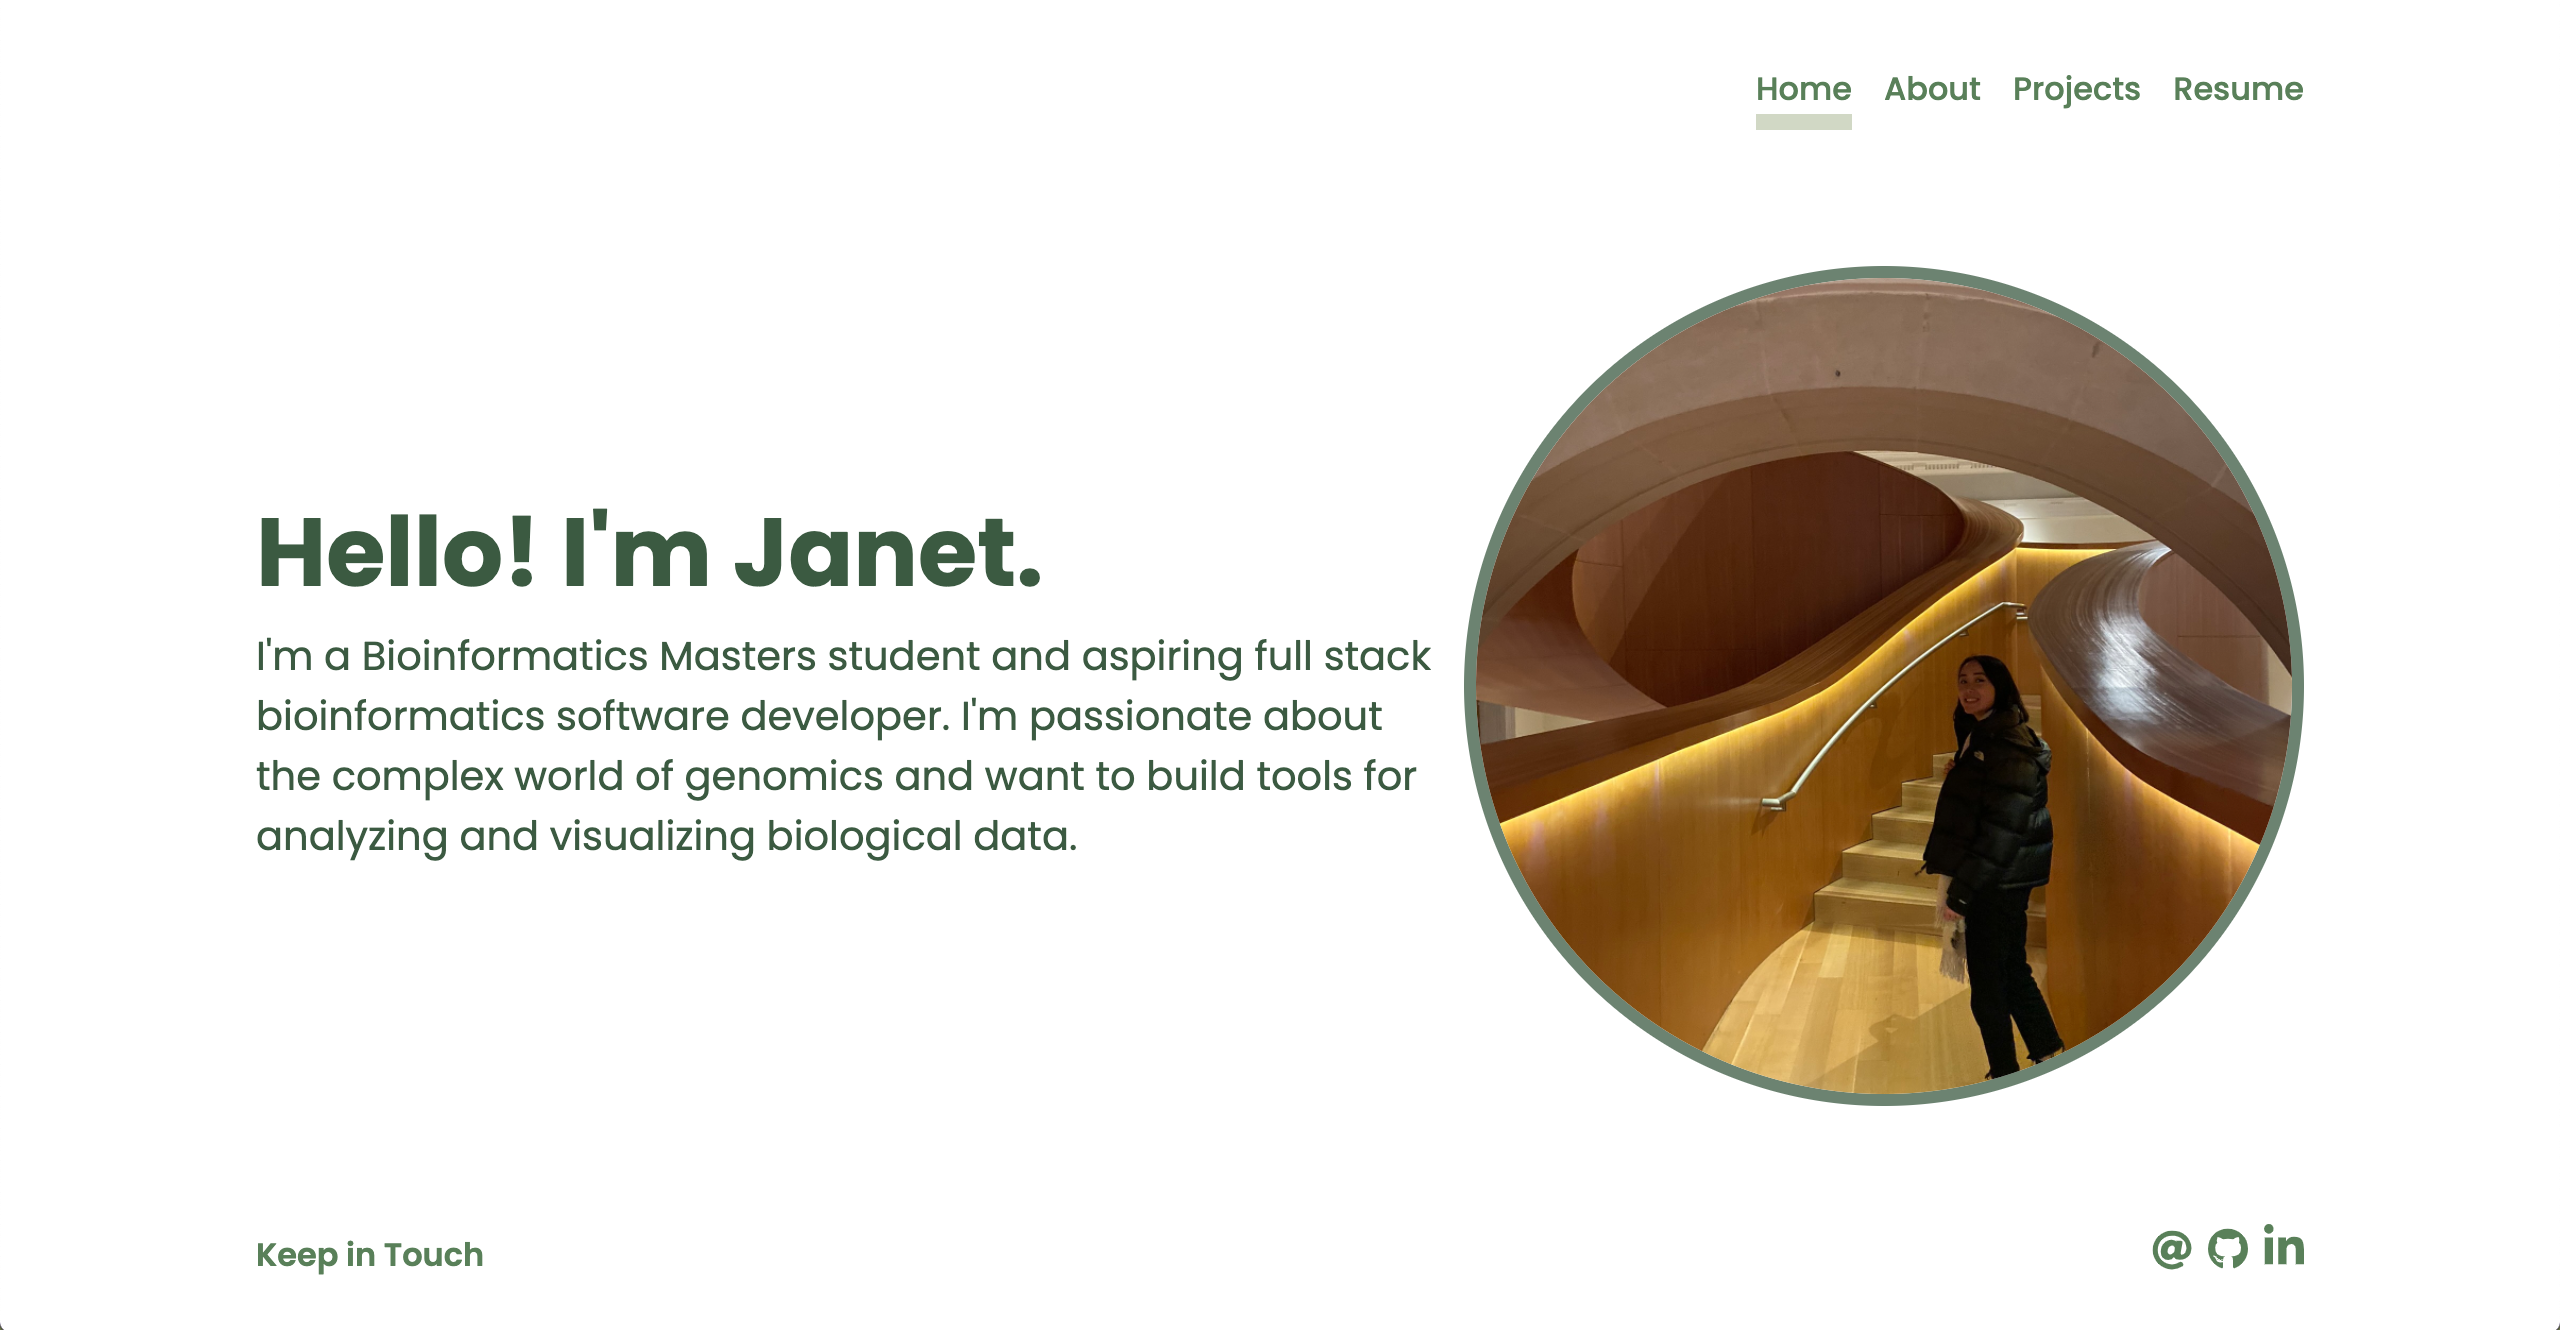 Home About Projects Resume
Hello! I'm Janet.
I'm a Bioinformatics Masters student and aspiring full stack
bioinformatics software developer. I'm passionate about
the complex world of genomics and want to build tools for
analyzing and visualizing biological data.
Keep in Touch
@ in